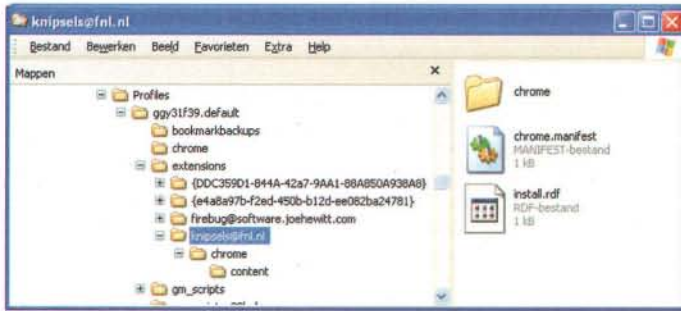 knipsels@fnl.nl
Bestand Bewerken Beeld Favorieten Extra Help
Mappen
Profiles
ggy31f39.default
bookmarkbackups
chrome
extensions
{DDC359D1-844A-42a7-9AA1-88A850A938A8}
{e4a8a97b-f2ed-450b-b12d-ee082ba24781}
firebug@software.joehewitt.com
knipsels@fnl.nl
chrome
content
gm_scripts
chrome
chrome.manifest
MANIFEST-bestand
1 kB
install.rdf
RDF-bestand
1 kB